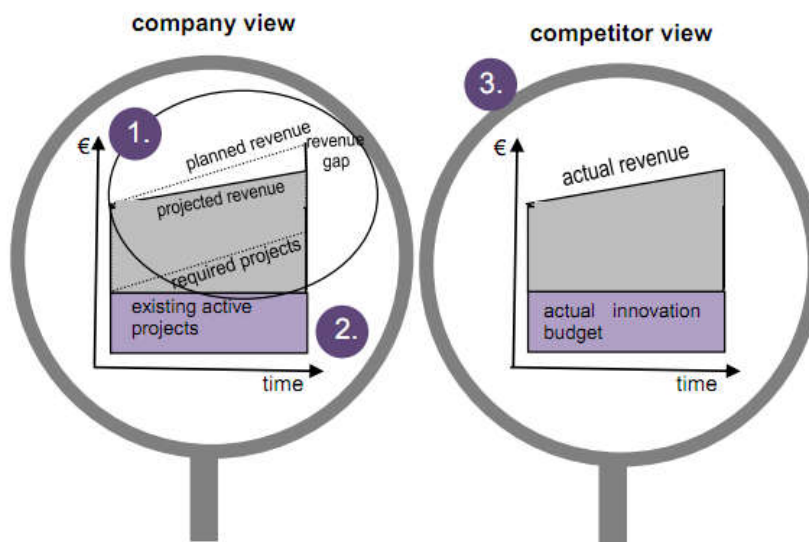 company view
1.
€
planned revenue
revenue
gap
projected revenue
required projects
existing active
projects
2.
time
competitor view
3.
€
actual revenue
actual innovation
budget
time